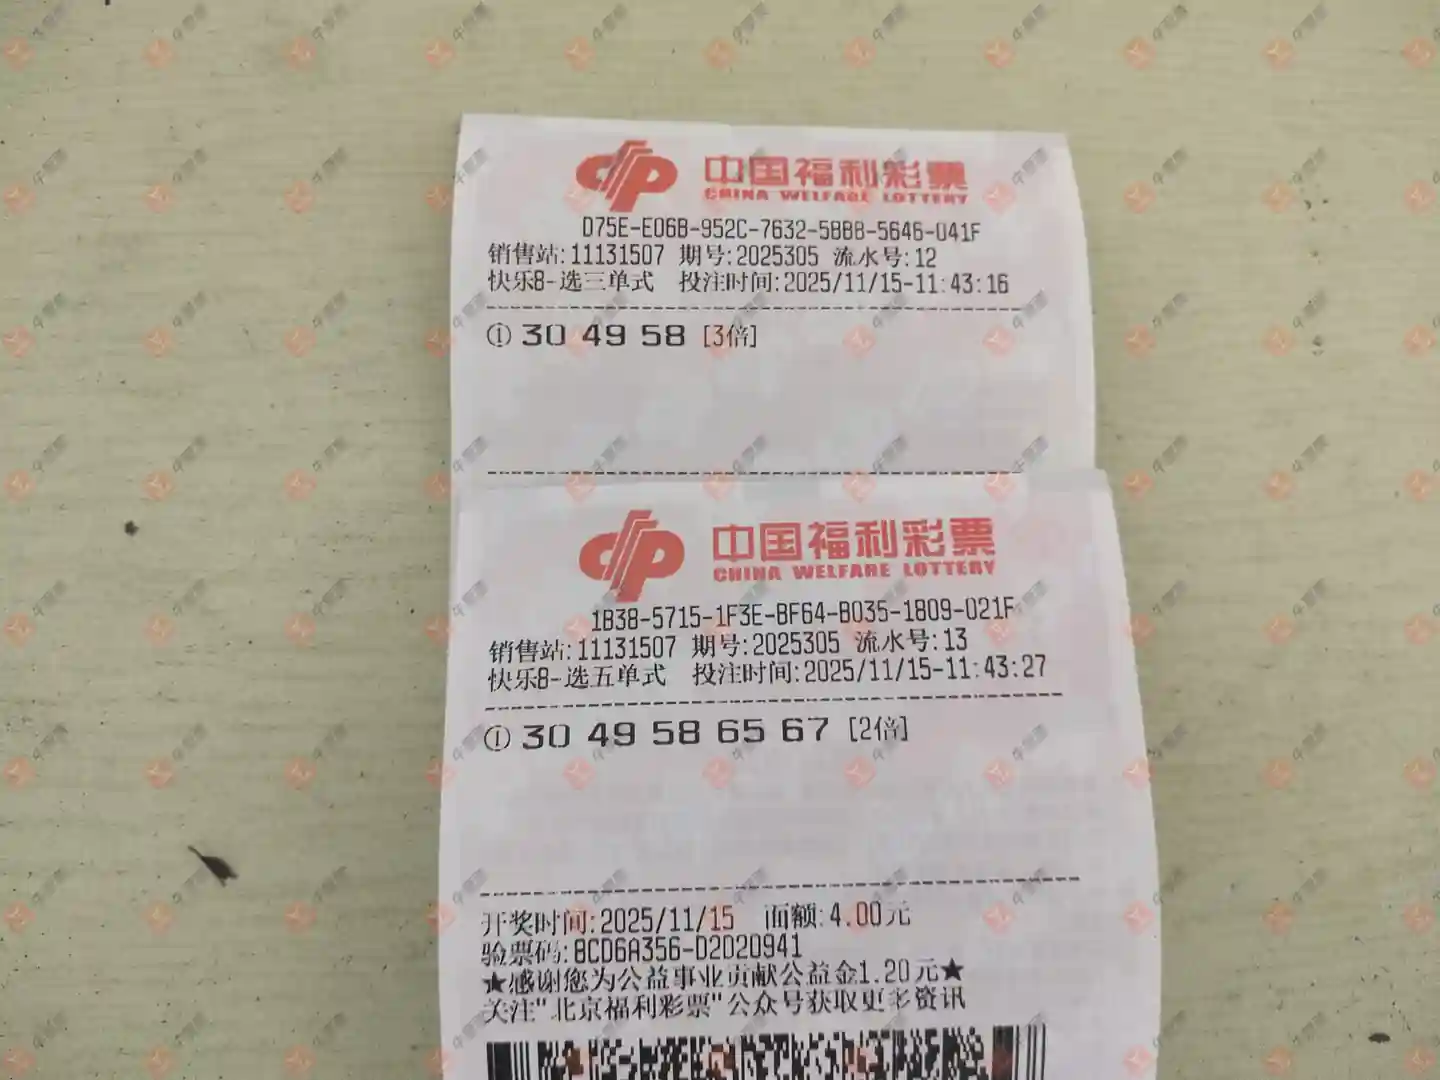 中国福利彩票
CHINA WELFARE LOTTERY
D75E-E06B-952C-7632-5BBB-5646-041F
销售站:11131507 期号:2025305 流水号:12
快乐8-选三单式 投注时间:2025/11/15-11:43:16
① 30 49 58 [3倍]
中国福利彩票
CHINA WELFARE LOTTERY
1B38-5715-1F3E-BF64-B035-1809-021F
销售站:11131507 期号:2025305 流水号:13
快乐8-选五单式 投注时间:2025/11/15-11:43:27
① 30 49 58 65 67 [2倍]
开奖时间:2025/11/15 面额:4.00元
验票码:8CD6A356-D2D20941
★感谢您为公益事业贡献公益金1.20元★
关注"北京福利彩票"公众号获取更多资讯